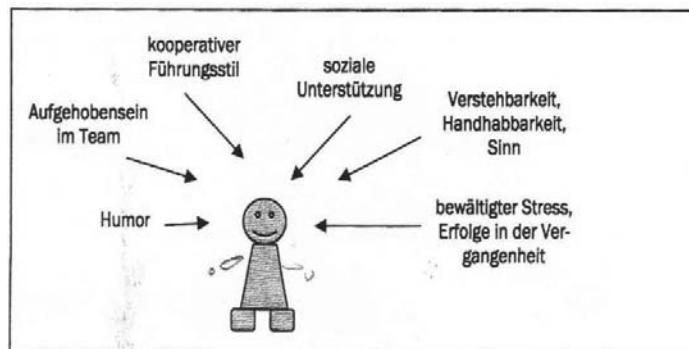 kooperativer
Führungsstil
soziale
Unterstützung
Aufgehobensein
im Team
Verstehbarkeit,
Handhabbarkeit,
Sinn
Humor
bewältigter Stress,
Erfolge in der Ver-
gangenheit